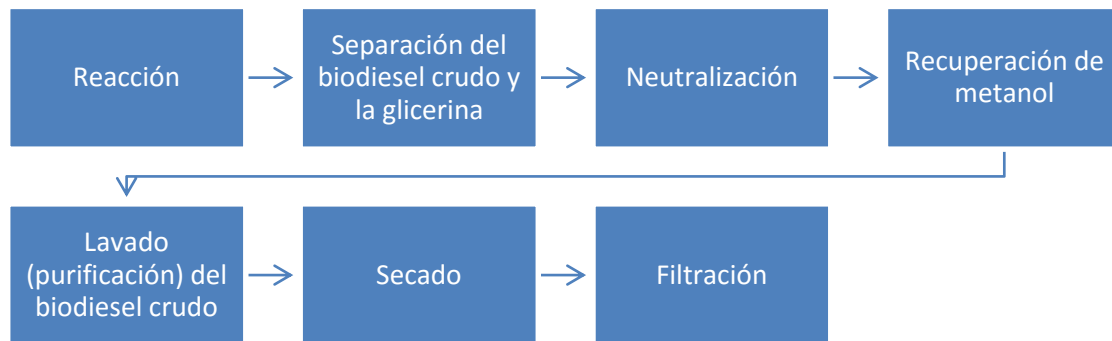 Reacción
Separación del
biodiesel crudo y
la glicerina
Neutralización
Recuperación de
metanol
Lavado
(purificación) del
biodiesel crudo
Secado
Filtración